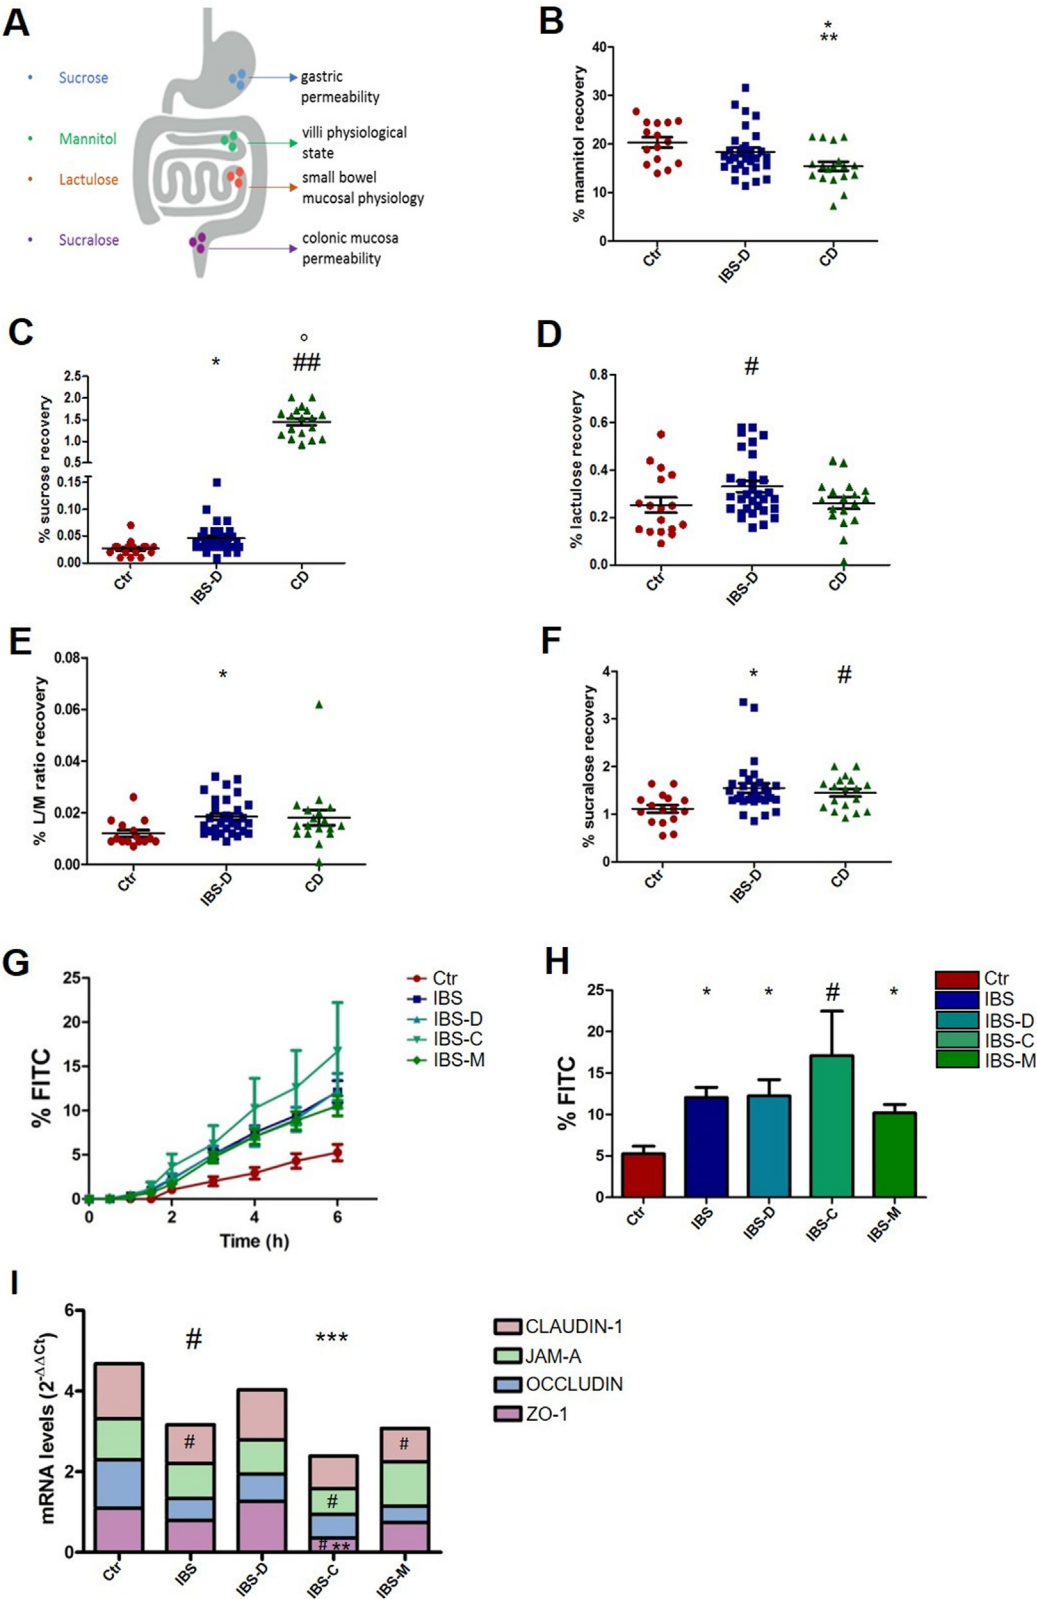 A
• Sucrose
gastric
permeability
• Mannitol
villi physiological
state
• Lactulose
small bowel
mucosal physiology
• Sucralose
colonic mucosa
permeability
B
*
**
% mannitol recovery
40
30
20
10
0
Ctr
IBS-D
CD
C
°
* ##
% sucrose recovery
2.5
2.0
1.5
1.0
0.5
0.15
0.10
0.05
0.00
Ctr
IBS-D
CD
D
#
% lactulose recovery
0.8
0.6
0.4
0.2
0.0
Ctr
IBS-D
CD
E
*
% L/M ratio recovery
0.08
0.06
0.04
0.02
0.00
Ctr
IBS-D
CD
F
* #
% sucralose recovery
4
3
2
1
0
Ctr
IBS-D
CD
G
% FITC
25
20
15
10
5
0
0 2 4 6
Time (h)
Ctr
IBS
IBS-D
IBS-C
IBS-M
H
% FITC
25
20
15
10
5
0
* * # *
Ctr
IBS
IBS-D
IBS-C
IBS-M
Ctr
IBS
IBS-D
IBS-C
IBS-M
I
mRNA levels (2-ΔΔCt)
6
4
2
0
# ***
# #
#
# **
Ctr
IBS
IBS-D
IBS-C
IBS-M
CLAUDIN-1
JAM-A
OCCLUDIN
ZO-1